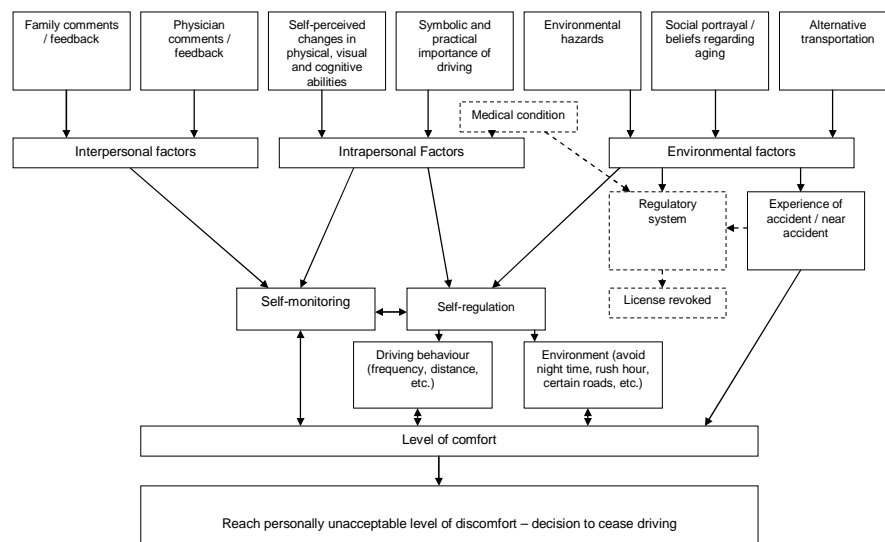 Family comments
/ feedback
Physician
comments /
feedback
Self-perceived
changes in
physical, visual
and cognitive
abilities
Symbolic and
practical
importance of
driving
Environmental
hazards
Social portrayal /
beliefs regarding
aging
Alternative
transportation
Medical condition
Interpersonal factors
Intrapersonal Factors
Environmental factors
Regulatory
system
Experience of
accident / near
accident
Self-monitoring
Self-regulation
License revoked
Driving behaviour
(frequency, distance,
etc.)
Environment (avoid
night time, rush hour,
certain roads, etc.)
Level of comfort
Reach personally unacceptable level of discomfort – decision to cease driving